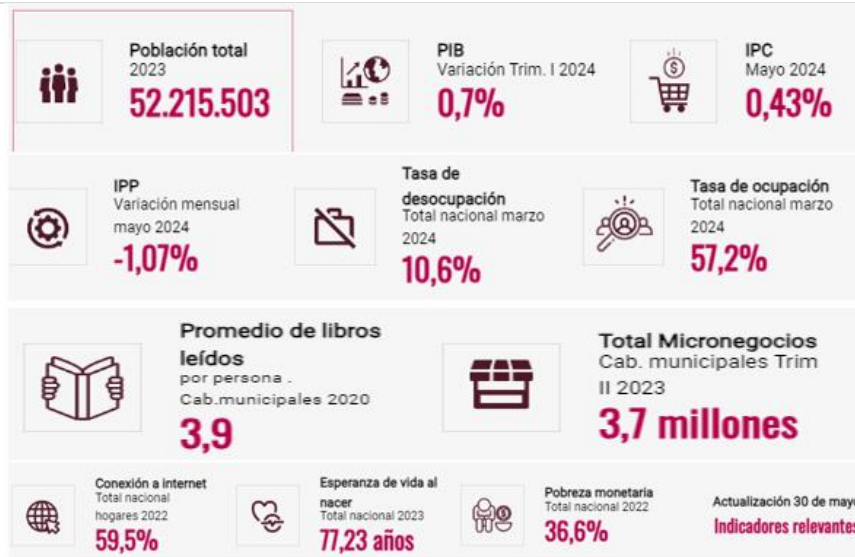 Población total
2023
52.215.503
PIB
Variación Trim. I 2024
0,7%
IPC
Mayo 2024
0,43%
IPP
Variación mensual
mayo 2024
-1,07%
Tasa de
desocupación
Total nacional marzo
2024
10,6%
Tasa de ocupación
Total nacional marzo
2024
57,2%
Promedio de libros
leídos
por persona .
Cab.municipales 2020
3,9
Total Micronegocios
Cab. municipales Trim
II 2023
3,7 millones
Conexión a internet
Total nacional
hogares 2022
59,5%
Esperanza de vida al
nacer
Total nacional 2023
77,23 años
Pobreza monetaria
Total nacional 2022
36,6%
Actualización 30 de mayo
Indicadores relevantes